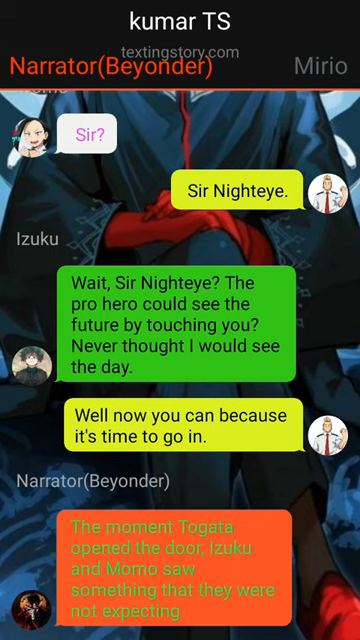 kumar TS
textingstory.com
Narrator(Beyonder)
Mirio
Momo
Sir?
Sir Nighteye.
Izuku
Wait, Sir Nighteye? The
pro hero could see the
future by touching you?
Never thought I would see
the day.
Well now you can because
it's time to go in.
Narrator(Beyonder)
The moment Togata
opened the door, Izuku
and Momo saw
something that they were
not expecting